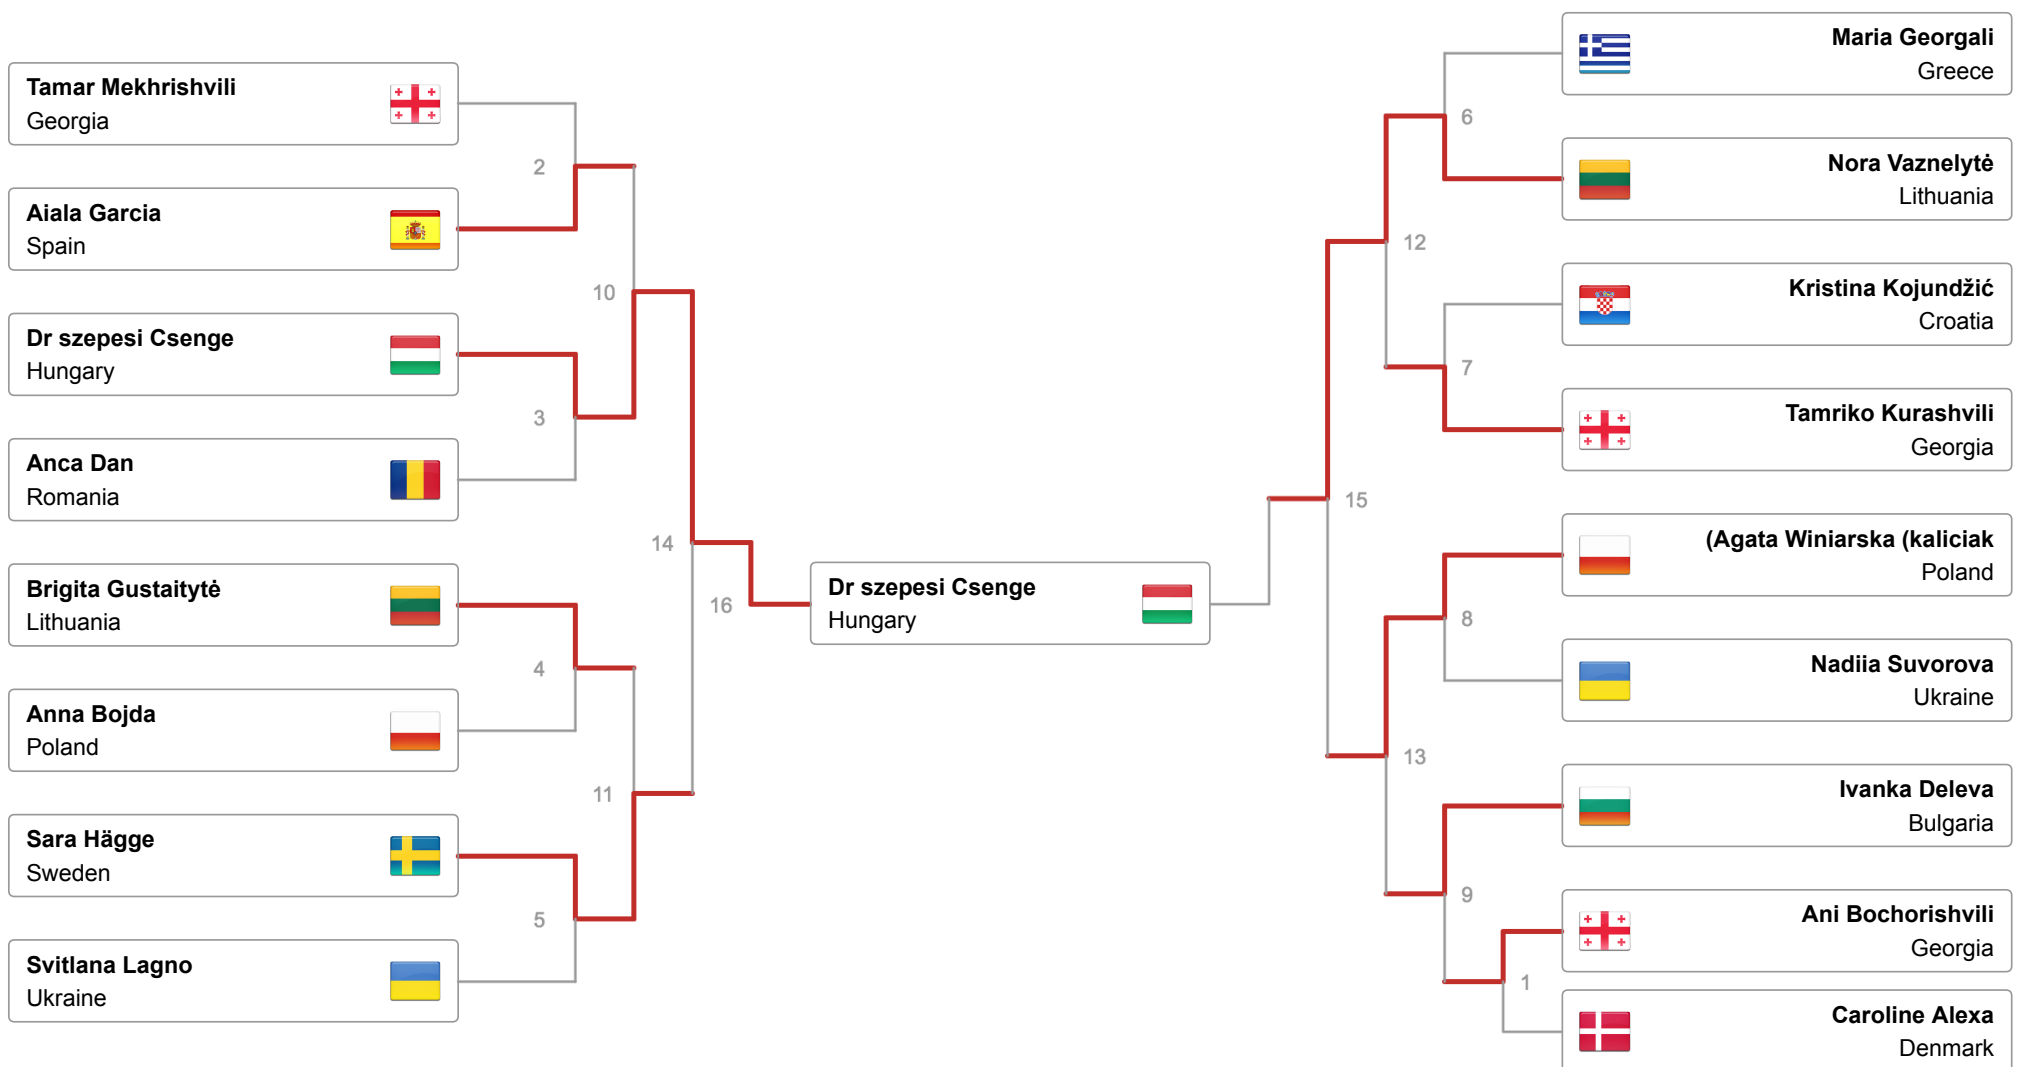 Tamar Mekhrishvili
Georgia
2
Aiala Garcia
Spain
10
Dr szepesi Csenge
Hungary
3
Anca Dan
Romania
14
Brigita Gustaitytė
Lithuania
4
Anna Bojda
Poland
11
Sara Hägge
Sweden
5
Svitlana Lagno
Ukraine
16
Dr szepesi Csenge
Hungary
Maria Georgali
Greece
6
Nora Vaznelytė
Lithuania
12
Kristina Kojundžić
Croatia
7
Tamriko Kurashvili
Georgia
15
(Agata Winiarska (kaliciak
Poland
8
Nadiia Suvorova
Ukraine
13
Ivanka Deleva
Bulgaria
9
Ani Bochorishvili
Georgia
1
Caroline Alexa
Denmark